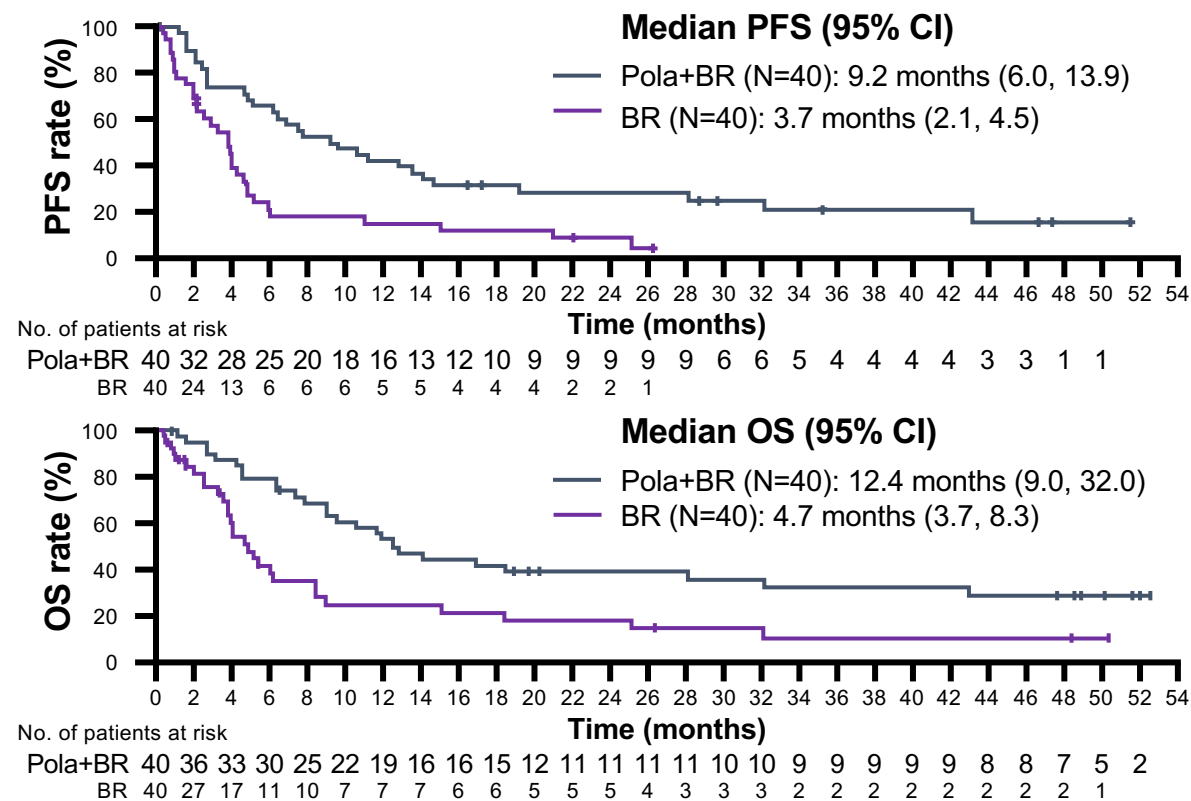 Median PFS (95% CI)
Pola+BR (N=40): 9.2 months (6.0, 13.9)
BR (N=40): 3.7 months (2.1, 4.5)
PFS rate (%)
100
80
60
40
20
0
0 2 4 6 8 10 12 14 16 18 20 22 24 26 28 30 32 34 36 38 40 42 44 46 48 50 52 54
Time (months)
No. of patients at risk
Pola+BR 40 32 28 25 20 18 16 13 12 10 9 9 9 9 9 6 6 5 4 4 4 4 3 3 1 1
BR 40 24 13 6 6 6 5 5 4 4 4 2 2 1
Median OS (95% CI)
Pola+BR (N=40): 12.4 months (9.0, 32.0)
BR (N=40): 4.7 months (3.7, 8.3)
OS rate (%)
100
80
60
40
20
0
0 2 4 6 8 10 12 14 16 18 20 22 24 26 28 30 32 34 36 38 40 42 44 46 48 50 52 54
Time (months)
No. of patients at risk
Pola+BR 40 36 33 30 25 22 19 16 16 15 12 11 11 11 11 10 10 9 9 9 9 9 8 8 7 5 2
BR 40 27 17 11 10 7 7 7 6 6 5 5 5 4 3 3 3 2 2 2 2 2 2 2 2 1